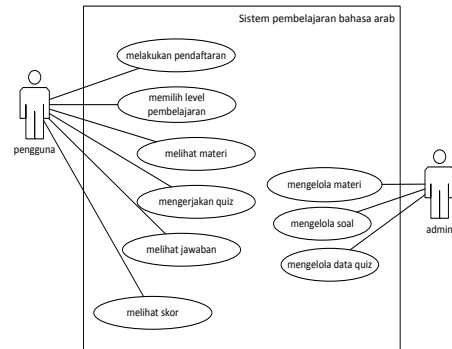 Sistem pembelajaran bahasa arab
melakukan pendaftaran
memilih level
pembelajaran
pengguna
melihat materi
mengerjakan quiz
melihat jawaban
melihat skor
mengelola materi
mengelola soal
admin
mengelola data quiz